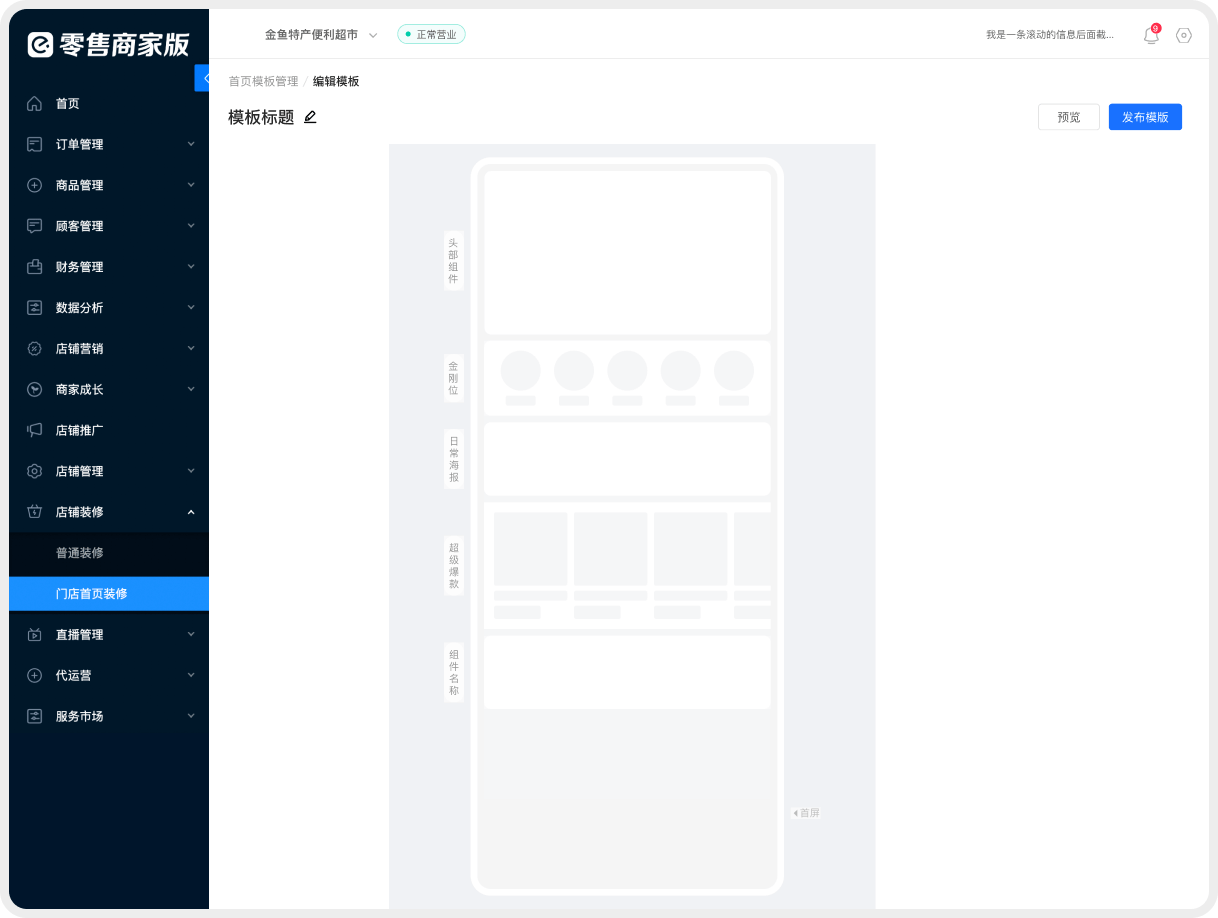 零售商家版
首页
订单管理
商品管理
顾客管理
财务管理
数据分析
店铺营销
商家成长
店铺推广
店铺管理
店铺装修
普通装修
门店首页装修
直播管理
代运营
服务市场
金鱼特产便利超市
正常营业
我是一条滚动的信息后面截...
9
首页模板管理 / 编辑模板
模板标题
预览
发布模版
头部组件
金刚位
日常海报
超级爆款
组件名称
首屏